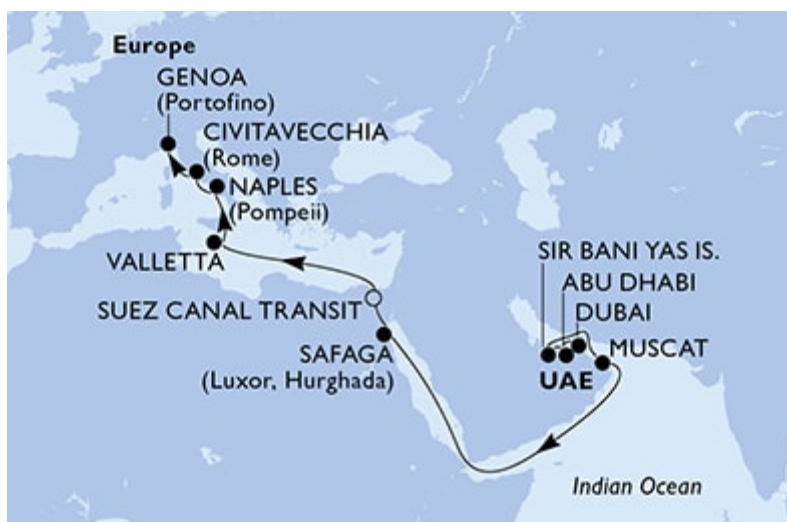 Europe
GENOA
(Portofino)
CIVITAVECCHIA
(Rome)
NAPLES
(Pompeii)
VALLETTA
SUEZ CANAL TRANSIT
SAFAGA
(Luxor, Hurghada)
SIR BANI YAS IS.
ABU DHABI
DUBAI
MUSCAT
UAE
Indian Ocean